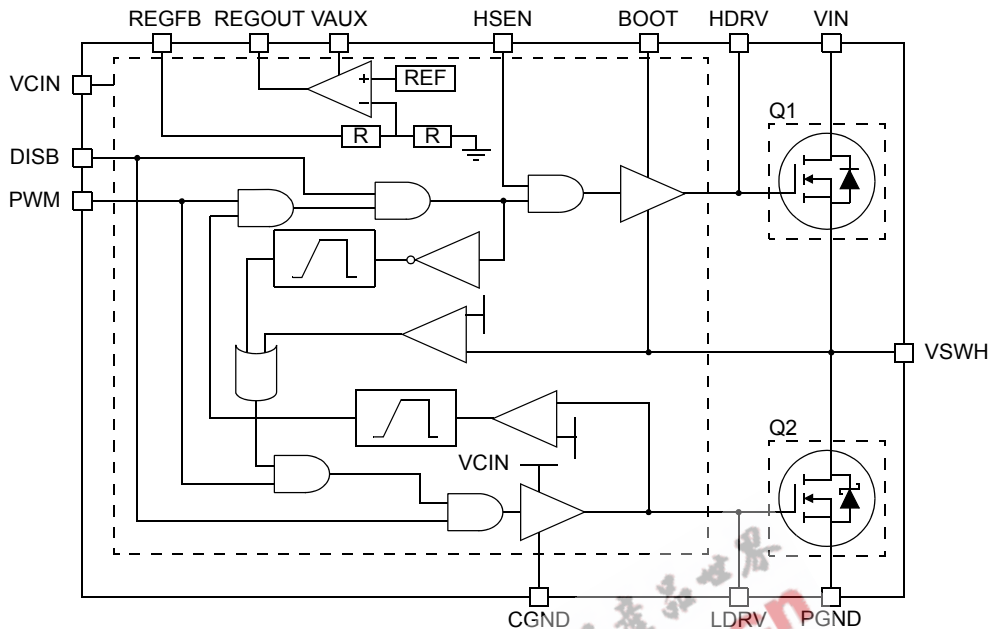 REGFB REGOUT VAUX HSEN BOOT HDRV VIN
VCIN
REF
R R
Q1
DISB
PWM
VSWH
Q2
VCIN
CGND LDRV PGND